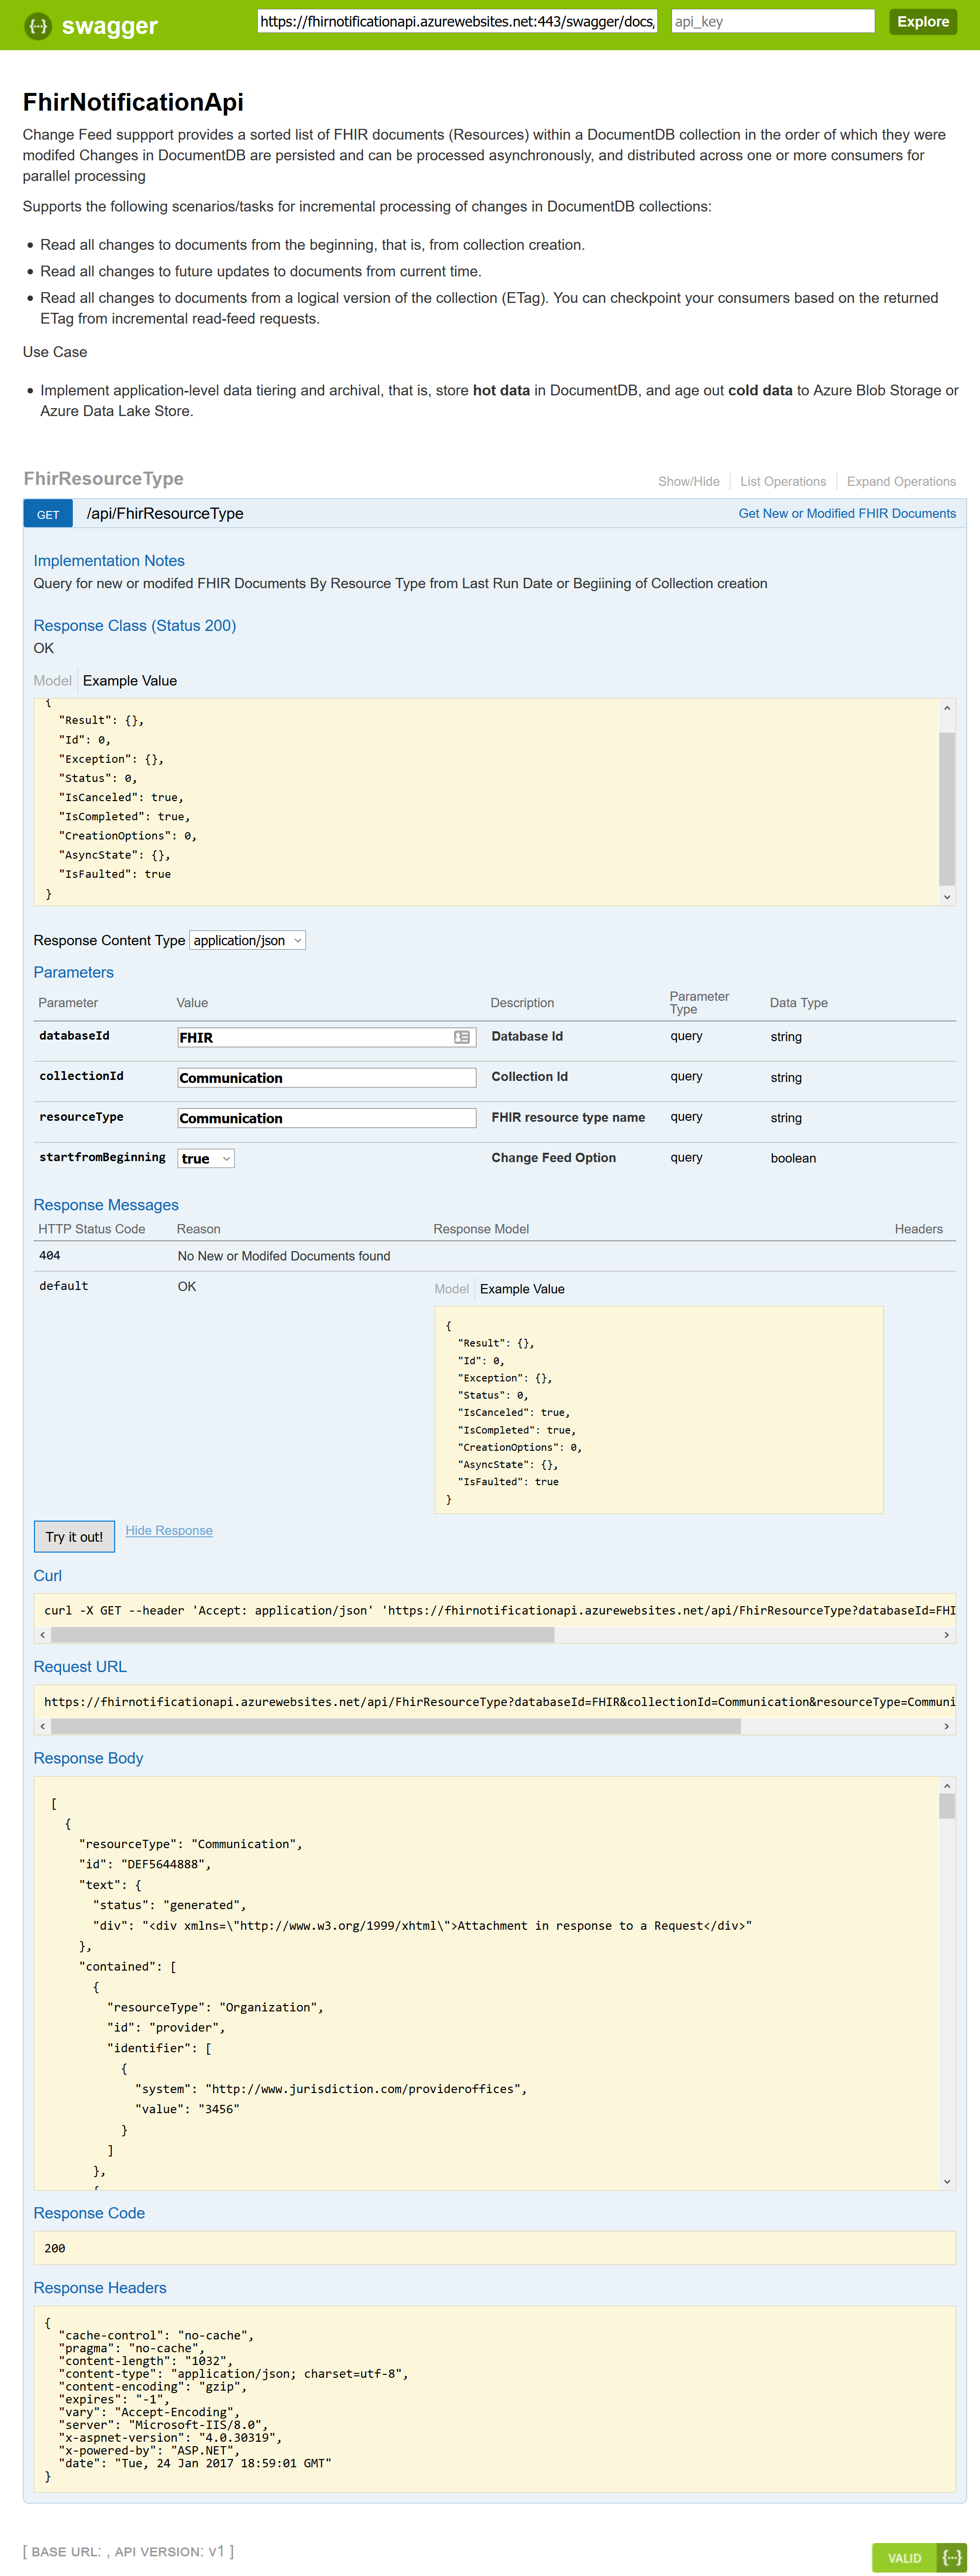 swagger
https://fhirnotificationapi.azurewebsites.net:443/swagger/docs,
api_key
Explore
FhirNotificationApi
Change Feed suppport provides a sorted list of FHIR documents (Resources) within a DocumentDB collection in the order of which they were
modifed Changes in DocumentDB are persisted and can be processed asynchronously, and distributed across one or more consumers for
parallel processing
Supports the following scenarios/tasks for incremental processing of changes in DocumentDB collections:
• Read all changes to documents from the beginning, that is, from collection creation.
• Read all changes to future updates to documents from current time.
• Read all changes to documents from a logical version of the collection (ETag). You can checkpoint your consumers based on the returned
ETag from incremental read-feed requests.
Use Case
• Implement application-level data tiering and archival, that is, store hot data in DocumentDB, and age out cold data to Azure Blob Storage or
Azure Data Lake Store.
FhirResourceType
Show/Hide List Operations Expand Operations
GET /api/FhirResourceType Get New or Modified FHIR Documents
Implementation Notes
Query for new or modifed FHIR Documents By Resource Type from Last Run Date or Begiining of Collection creation
Response Class (Status 200)
OK
Model Example Value
{
"Result": {},
"Id": 0,
"Exception": {},
"Status": 0,
"IsCanceled": true,
"IsCompleted": true,
"CreationOptions": 0,
"AsyncState": {},
"IsFaulted": true
}
Response Content Type application/json
Parameters
Parameter Value Description Parameter Type Data Type
databaseId FHIR Database Id query string
collectionId Communication Collection Id query string
resourceType Communication FHIR resource type name query string
startfromBeginning true Change Feed Option query boolean
Response Messages
HTTP Status Code Reason Response Model Headers
404 No New or Modifed Documents found
default OK Model Example Value
{
"Result": {},
"Id": 0,
"Exception": {},
"Status": 0,
"IsCanceled": true,
"IsCompleted": true,
"CreationOptions": 0,
"AsyncState": {},
"IsFaulted": true
}
Try it out! Hide Response
Curl
curl -X GET --header 'Accept: application/json' 'https://fhirnotificationapi.azurewebsites.net/api/FhirResourceType?databaseId=FHI
Request URL
https://fhirnotificationapi.azurewebsites.net/api/FhirResourceType?databaseId=FHIR&collectionId=Communication&resourceType=Communi
Response Body
[
{
"resourceType": "Communication",
"id": "DEF5644888",
"text": {
"status": "generated",
"div": "<div xmlns=\"http://www.w3.org/1999/xhtml\">Attachment in response to a Request</div>"
},
"contained": [
{
"resourceType": "Organization",
"id": "provider",
"identifier": [
{
"system": "http://www.jurisdiction.com/provideroffices",
"value": "3456"
}
]
},
{
Response Code
200
Response Headers
{
"cache-control": "no-cache",
"pragma": "no-cache",
"content-length": "1032",
"content-type": "application/json; charset=utf-8",
"content-encoding": "gzip",
"expires": "-1",
"vary": "Accept-Encoding",
"server": "Microsoft-IIS/8.0",
"x-aspnet-version": "4.0.30319",
"x-powered-by": "ASP.NET",
"date": "Tue, 24 Jan 2017 18:59:01 GMT"
}
[ BASE URL: , API VERSION: V1 ]
VALID {···}